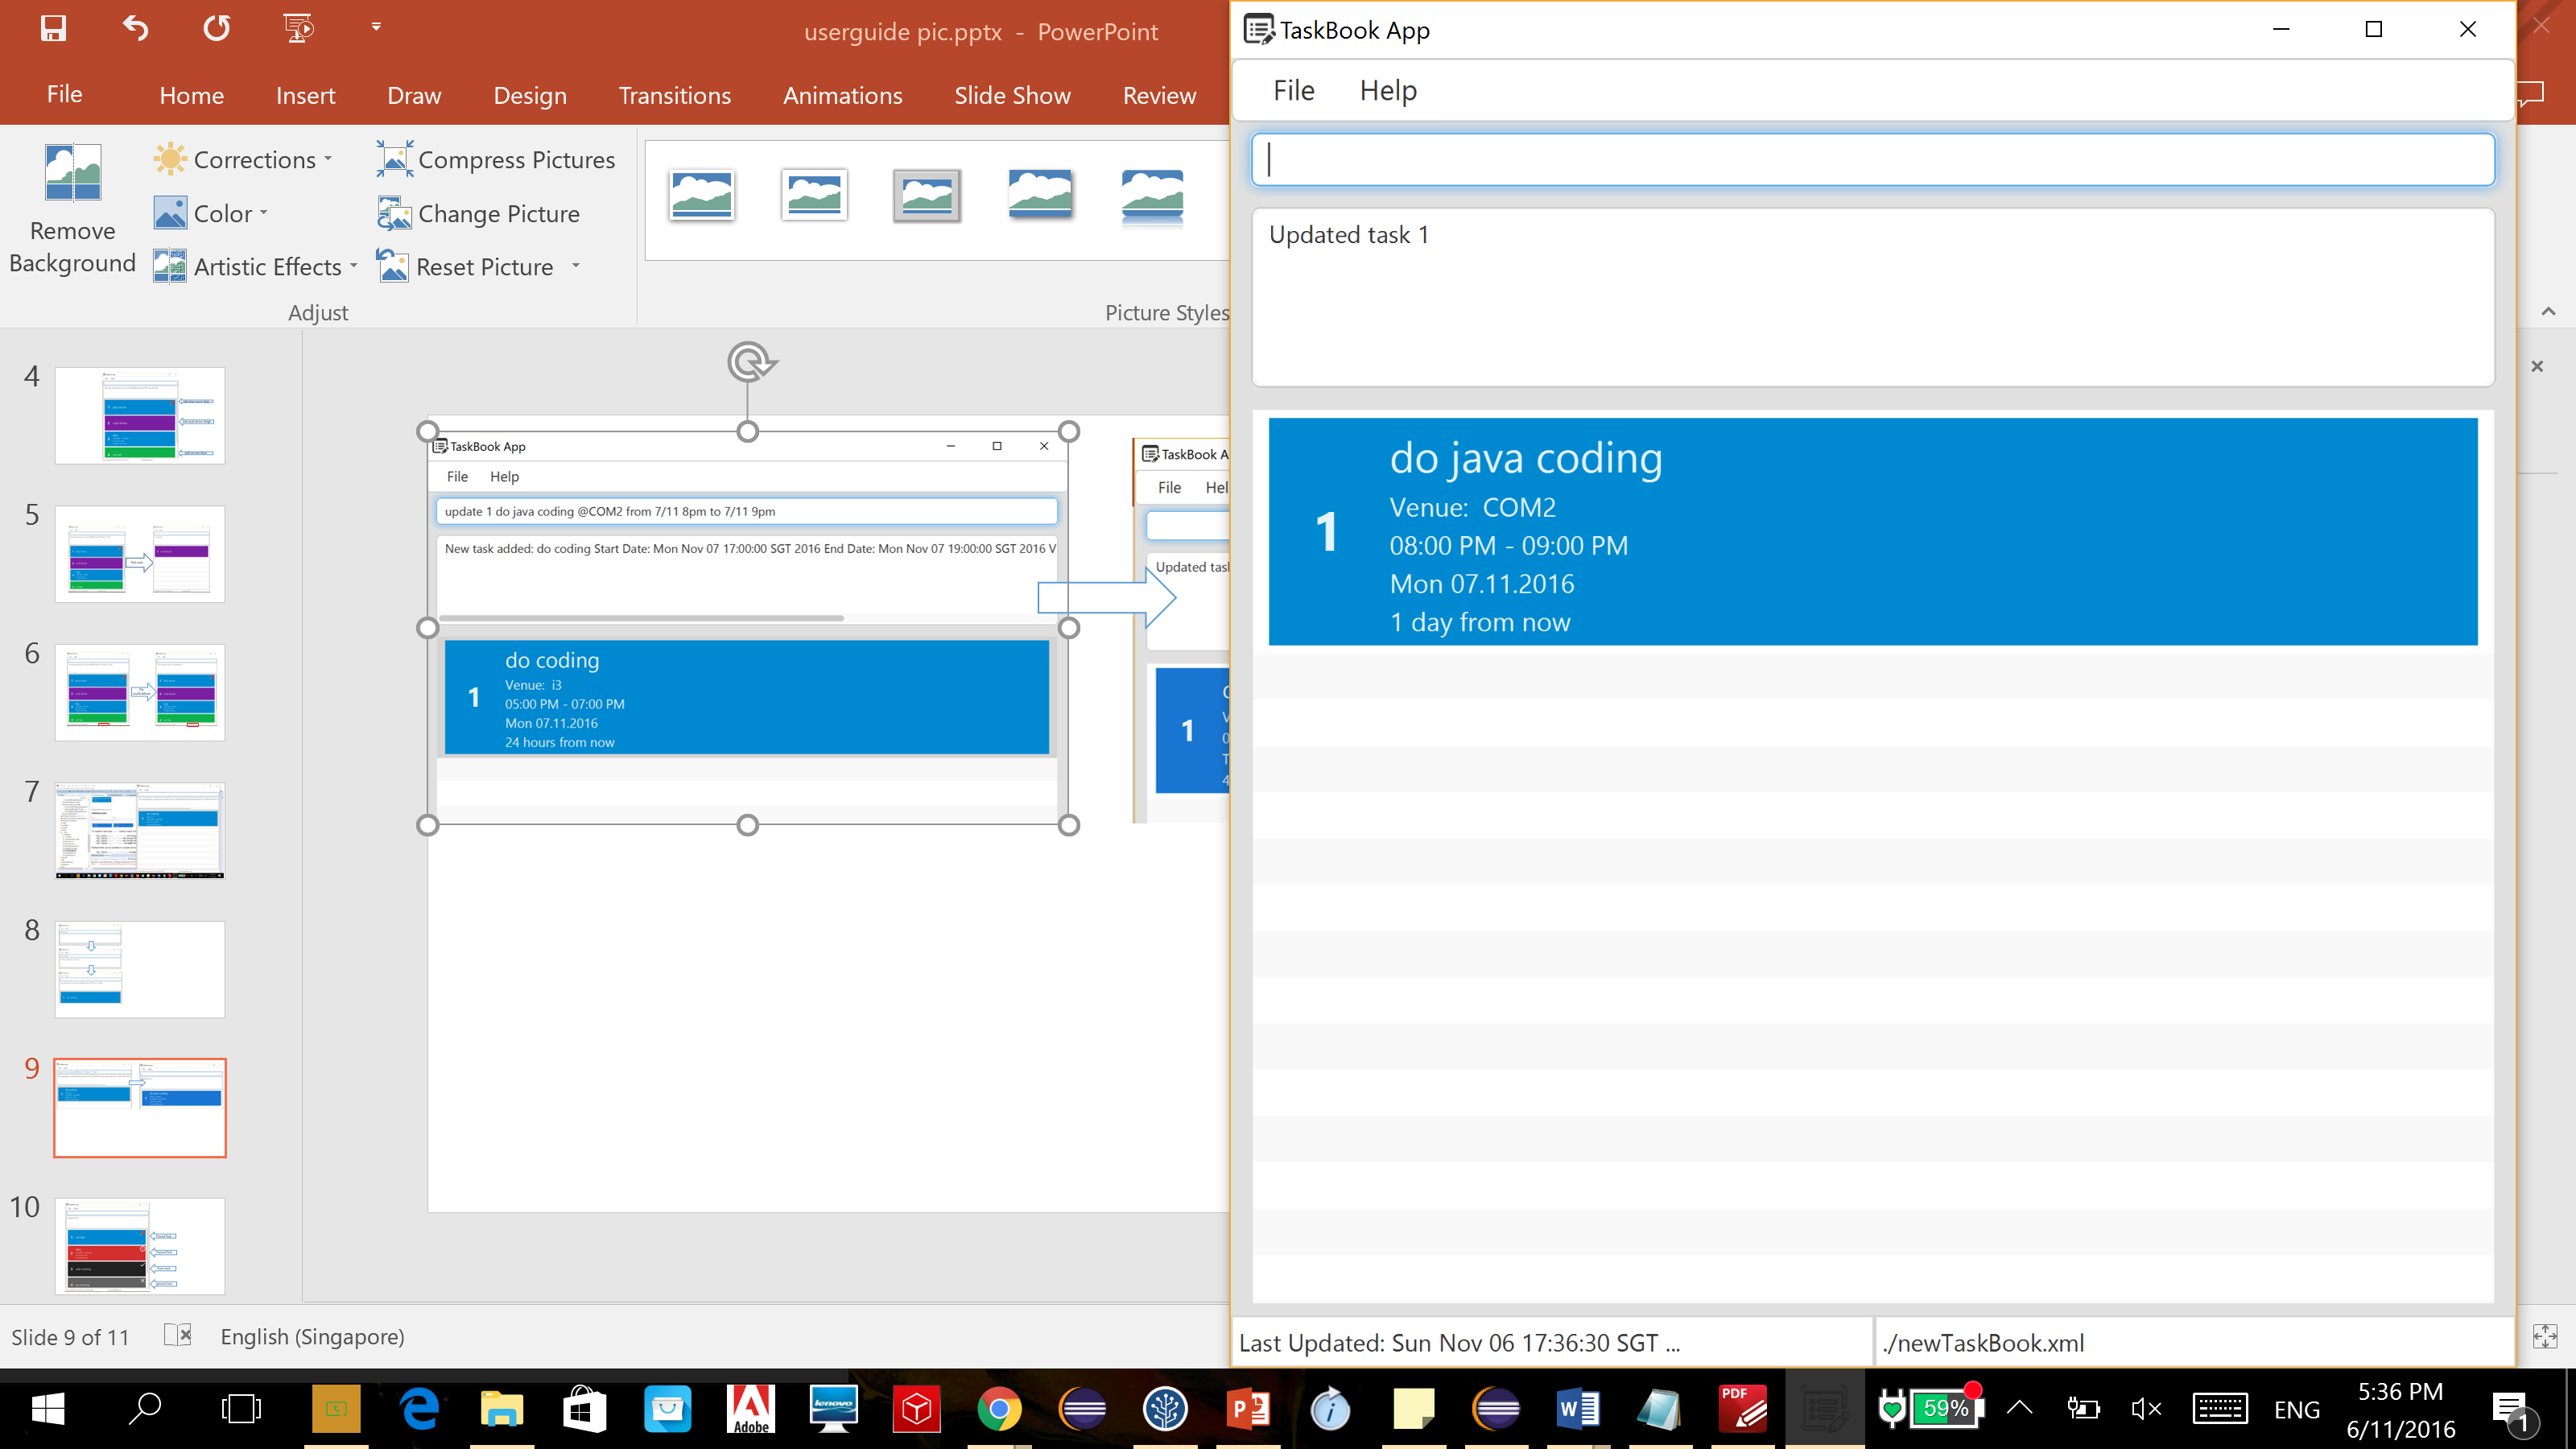 userguide pic.pptx - PowerPoint
File
Home
Insert
Draw
Design
Transitions
Animations
Slide Show
Review
Remove
Background
Corrections
Color
Artistic Effects
Compress Pictures
Change Picture
Reset Picture
Adjust
Picture Styles
4
5
6
7
8
9
10
TaskBook App
File Help
update 1 do java coding @COM2 from 7/11 8pm to 7/11 9pm
New task added: do coding Start Date: Mon Nov 07 17:00:00 SGT 2016 End Date: Mon Nov 07 19:00:00 SGT 2016 V
1
do coding
Venue: i3
05:00 PM - 07:00 PM
Mon 07.11.2016
24 hours from now
TaskBook A
File Hel
Updated tas
1
TaskBook App
File Help
Updated task 1
1
do java coding
Venue: COM2
08:00 PM - 09:00 PM
Mon 07.11.2016
1 day from now
Last Updated: Sun Nov 06 17:36:30 SGT ...
./newTaskBook.xml
Slide 9 of 11
English (Singapore)
Adobe
lenovo
PDF
59%
ENG
5:36 PM
6/11/2016
1